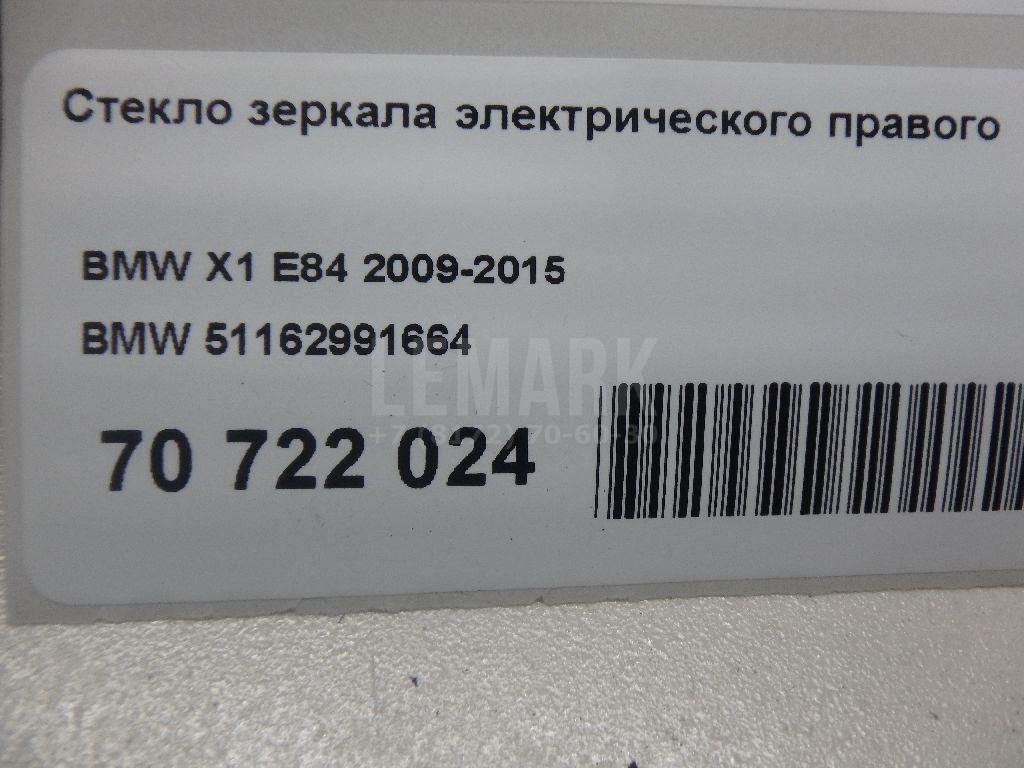 Стекло зеркала электрического правого
BMW X1 E84 2009-2015
BMW 51162991664
LEMARK
70 722 024